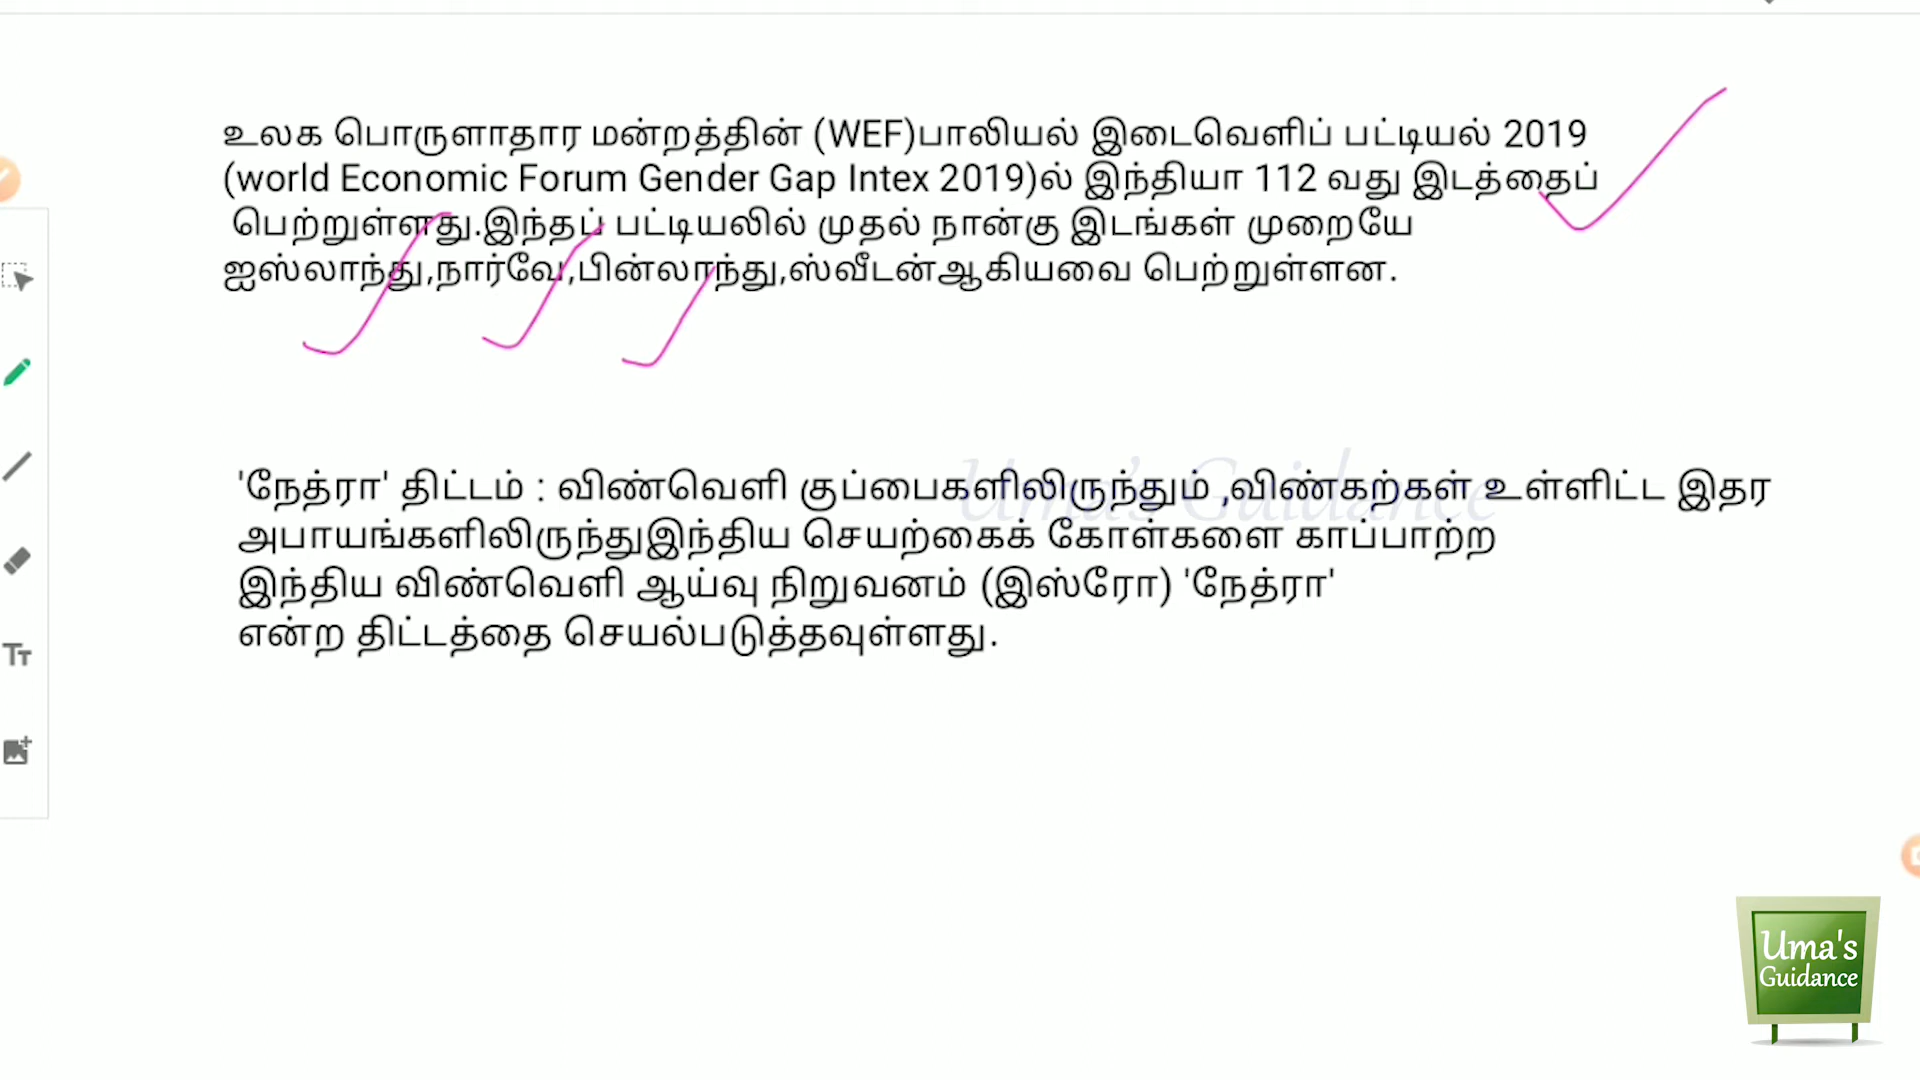 உலக பொருளாதார மன்றத்தின் (WEF)பாலியல் இடைவெளிப் பட்டியல் 2019
(world Economic Forum Gender Gap Intex 2019)ல் இந்தியா 112 வது இடத்தைப்
பெற்றுள்ளது.இந்தப் பட்டியலில் முதல் நான்கு இடங்கள் முறையே
ஐஸ்லாந்து,நார்வே,பின்லாந்து,ஸ்வீடன்ஆகியவை பெற்றுள்ளன.
Uma's Guidance
'நேத்ரா' திட்டம் : விண்வெளி குப்பைகளிலிருந்தும் ,விண்கற்கள் உள்ளிட்ட இதர
அபாயங்களிலிருந்துஇந்திய செயற்கைக் கோள்களை காப்பாற்ற
இந்திய விண்வெளி ஆய்வு நிறுவனம் (இஸ்ரோ) 'நேத்ரா'
என்ற திட்டத்தை செயல்படுத்தவுள்ளது.
Tт
Uma's
Guidance